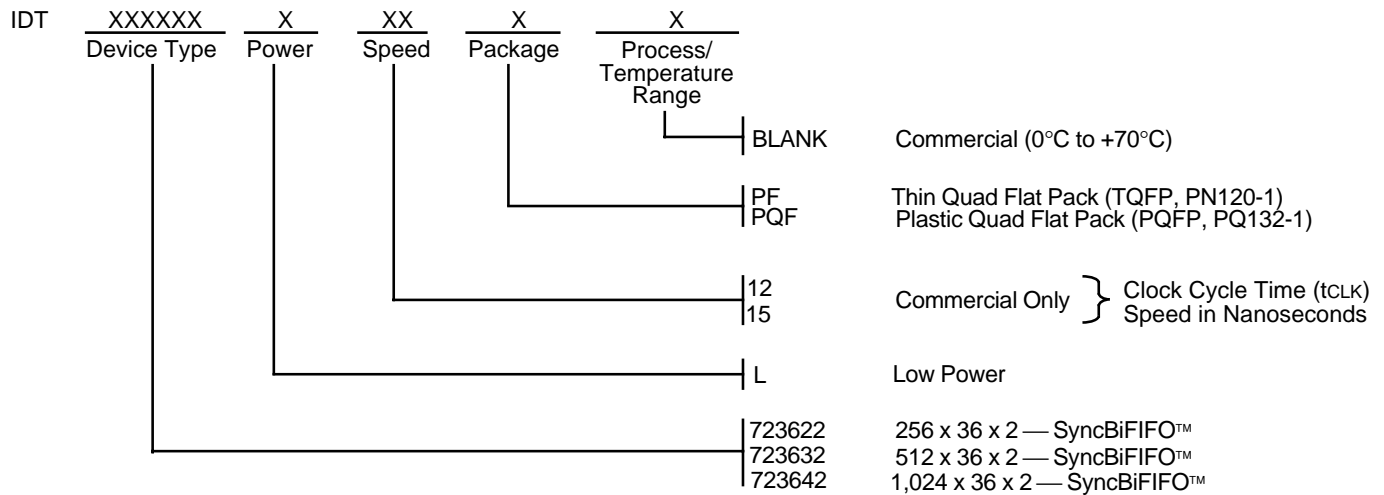 IDT XXXXXX X XX X X
Device Type Power Speed Package Process/
Temperature
Range
BLANK Commercial (0°C to +70°C)
PF Thin Quad Flat Pack (TQFP, PN120-1)
PQF Plastic Quad Flat Pack (PQFP, PQ132-1)
12
15
Commercial Only } Clock Cycle Time (tCLK)
Speed in Nanoseconds
L Low Power
723622 256 x 36 x 2 — SyncBiFIFO™
723632 512 x 36 x 2 — SyncBiFIFO™
723642 1,024 x 36 x 2 — SyncBiFIFO™